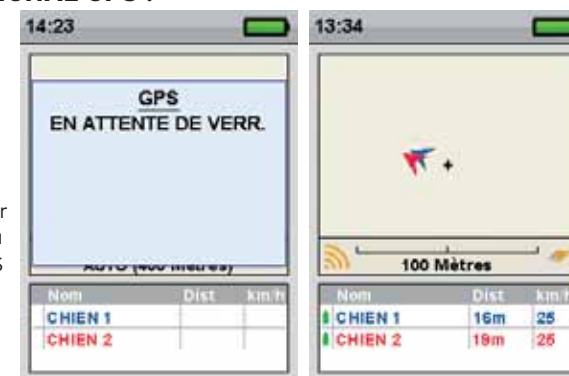 14:23
GPS
EN ATTENTE DE VERR.
Nom Dist km/h
CHIEN 1
CHIEN 2
13:34
100 Mètres
Nom Dist km/h
CHIEN 1 16m 25
CHIEN 2 19m 26